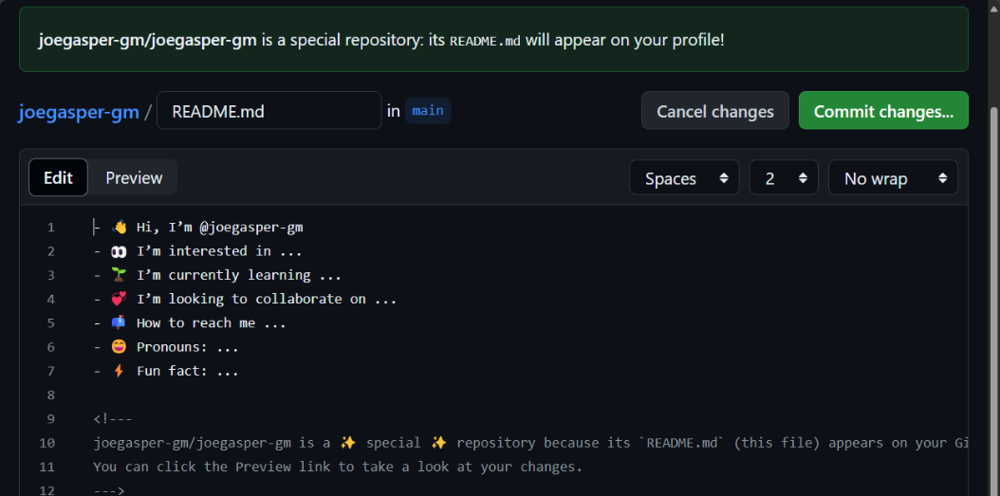 joegasper-gm/joegasper-gm is a special repository: its README.md will appear on your profile!
joegasper-gm / README.md in main Cancel changes Commit changes...
Edit Preview Spaces 2 No wrap
1 - 👋 Hi, I’m @joegasper-gm
2 - 👀 I’m interested in ...
3 - 🌱 I’m currently learning ...
4 - 💞️ I’m looking to collaborate on ...
5 - 📫 How to reach me ...
6 - 😄 Pronouns: ...
7 - ⚡ Fun fact: ...
8
9 <!---
10 joegasper-gm/joegasper-gm is a ✨ special ✨ repository because its `README.md` (this file) appears on your Gi
11 You can click the Preview link to take a look at your changes.
12 --->